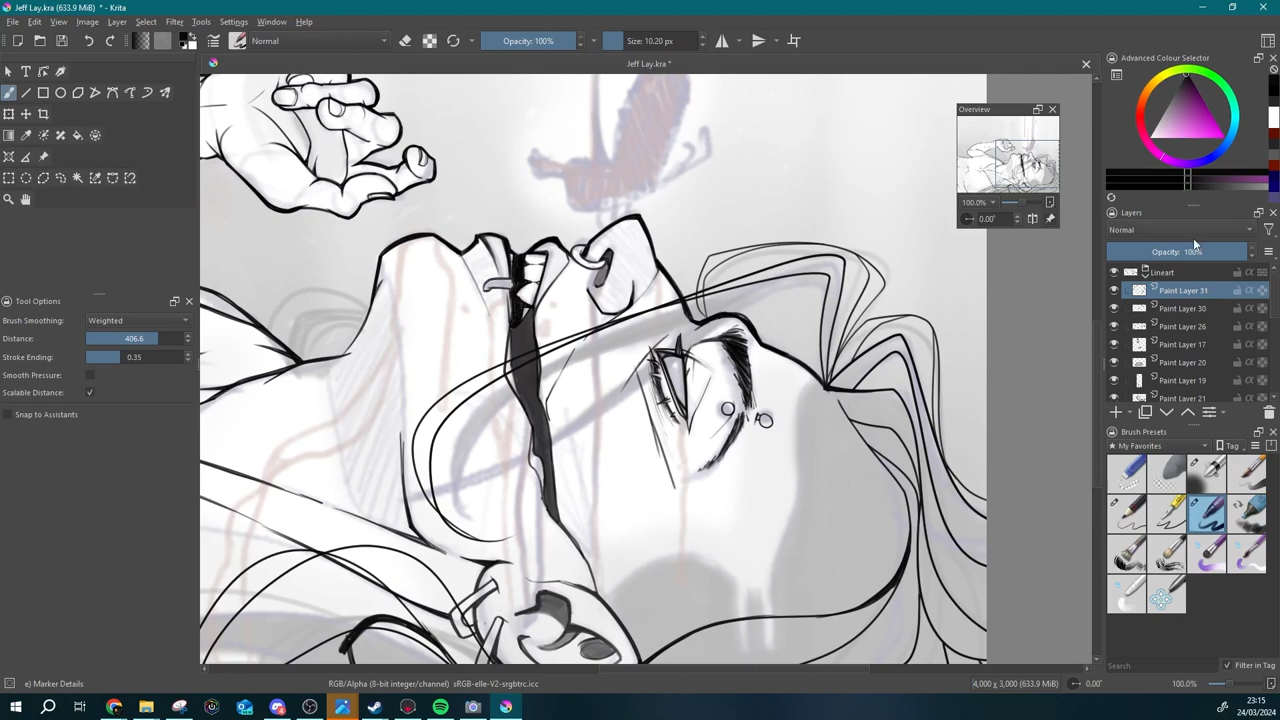 Jeff Lay.kra (633.9 MiB) * - Krita
File Edit View Image Layer Select Filter Tools Settings Window Help
Normal
Opacity: 100%
Size: 10.20 px
Jeff Lay.kra *
Advanced Colour Selector
Overview
100.0%
0.00°
Layers
Normal
Opacity: 100%
Lineart
Paint Layer 31
Paint Layer 30
Paint Layer 26
Paint Layer 17
Paint Layer 20
Paint Layer 19
Paint Layer 21
Tool Options
Brush Smoothing: Weighted
Distance: 406.6
Stroke Ending: 0.35
Smooth Pressure:
Scalable Distance:
Snap to Assistants
Brush Presets
My Favorites
Tag
Search
Filter in Tag
e) Marker Details
RGB/Alpha (8-bit integer/channel) sRGB-elle-V2-srgbtrc.icc
4,000 x 3,000 (633.9 MiB)
0.00°
100.0%
23:15
24/03/2024